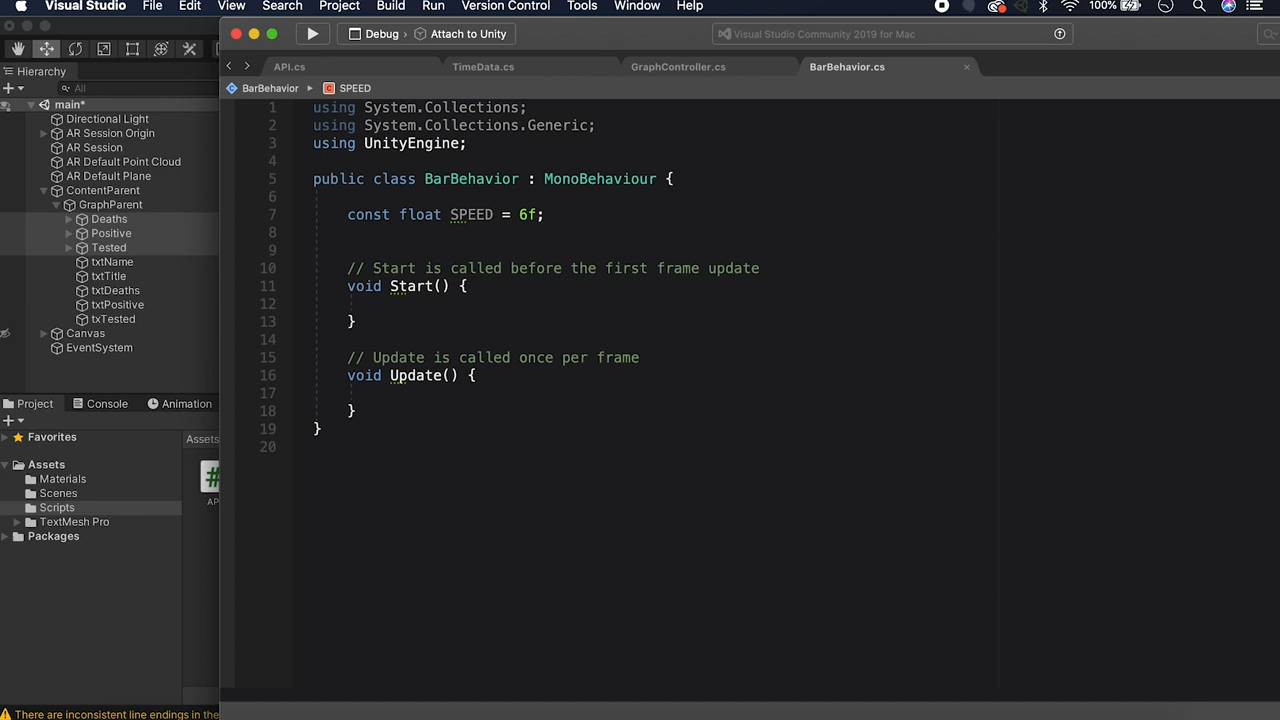 Visual Studio File Edit View Search Project Build Run Version Control Tools Window Help 100%
Debug › Attach to Unity
Visual Studio Community 2019 for Mac
API.cs TimeData.cs GraphController.cs BarBehavior.cs ×
BarBehavior ▸ SPEED
Hierarchy
All
main*
Directional Light
AR Session Origin
AR Session
AR Default Point Cloud
AR Default Plane
ContentParent
GraphParent
Deaths
Positive
Tested
txtName
txtTitle
txtDeaths
txtPositive
txTested
Canvas
EventSystem
Project Console Animation
Favorites
Assets
Assets
Materials
Scenes
Scripts
TextMesh Pro
Packages
#
AP
There are inconsistent line endings in the
1 using System.Collections;
2 using System.Collections.Generic;
3 using UnityEngine;
4
5 public class BarBehavior : MonoBehaviour {
6
7 const float SPEED = 6f;
8
9
10 // Start is called before the first frame update
11 void Start() {
12
13 }
14
15 // Update is called once per frame
16 void Update() {
17
18 }
19 }
20